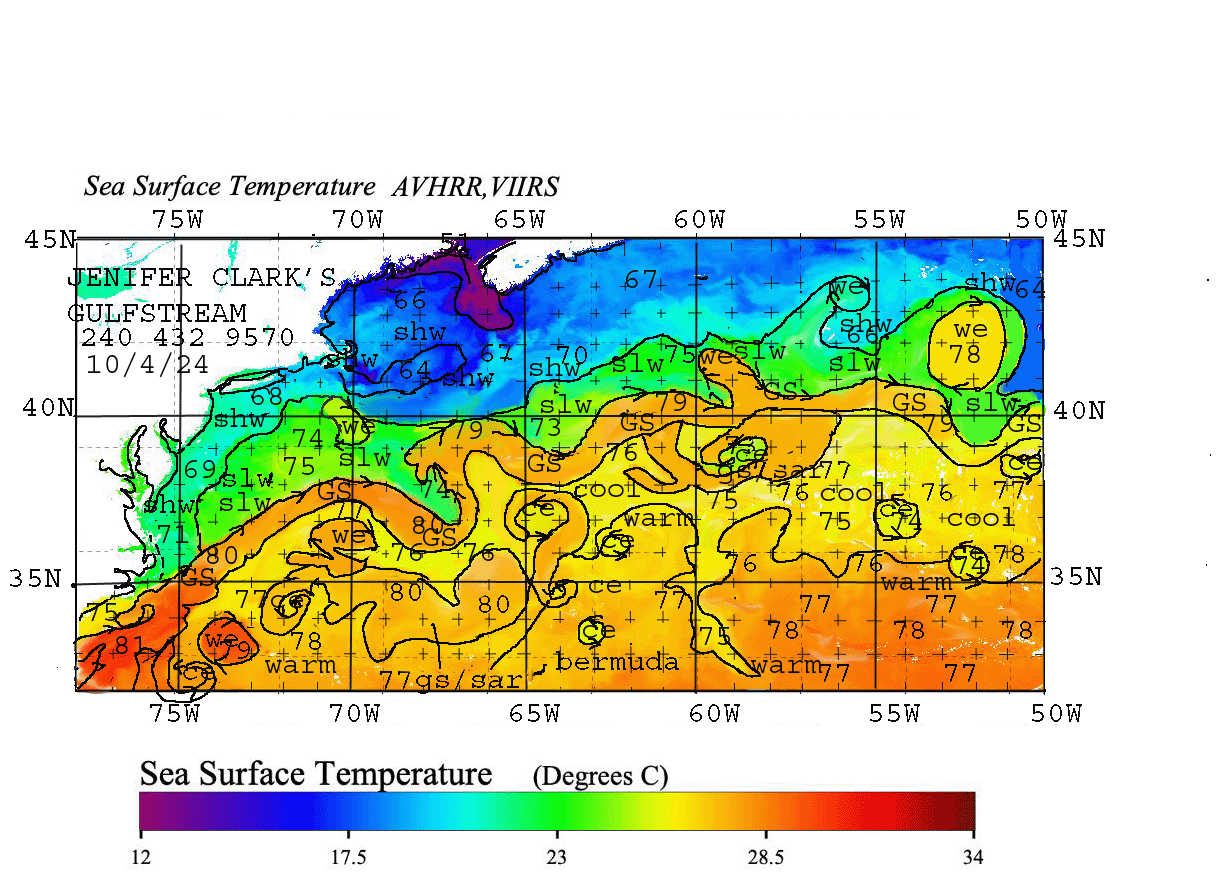 Sea Surface Temperature AVHRR,VIIRS
75W 70W 65W 60W 55W 50W
45N 45N
JENIFER CLARK'S
GULFSTREAM
240 432 9570
10/4/24
66 67 we shw 64
shw shw 66 we 78
shw 64 67 shw 70 shw slw 75 we slw slw
68 shw slw 79 GS GS slw
40N 40N
74 we 79 73 GS 79 GS
75 slw 76 ce ce
69 slw GS gs/sar 77
shw slw GS 74 cool 75 76 cool 76 77
71 77 80 GS ce warm 75 ce 74 cool
80 we 76 76 ce 76 76 ce 74 78
35N GS ce warm 35N
75 77 ce 80 80 77 77 77
81 we 79 78 ce 75 78 78 78
ce warm bermuda warm 77 77
77gs/sar
75W 70W 65W 60W 55W 50W
Sea Surface Temperature (Degrees C)
12 17.5 23 28.5 34